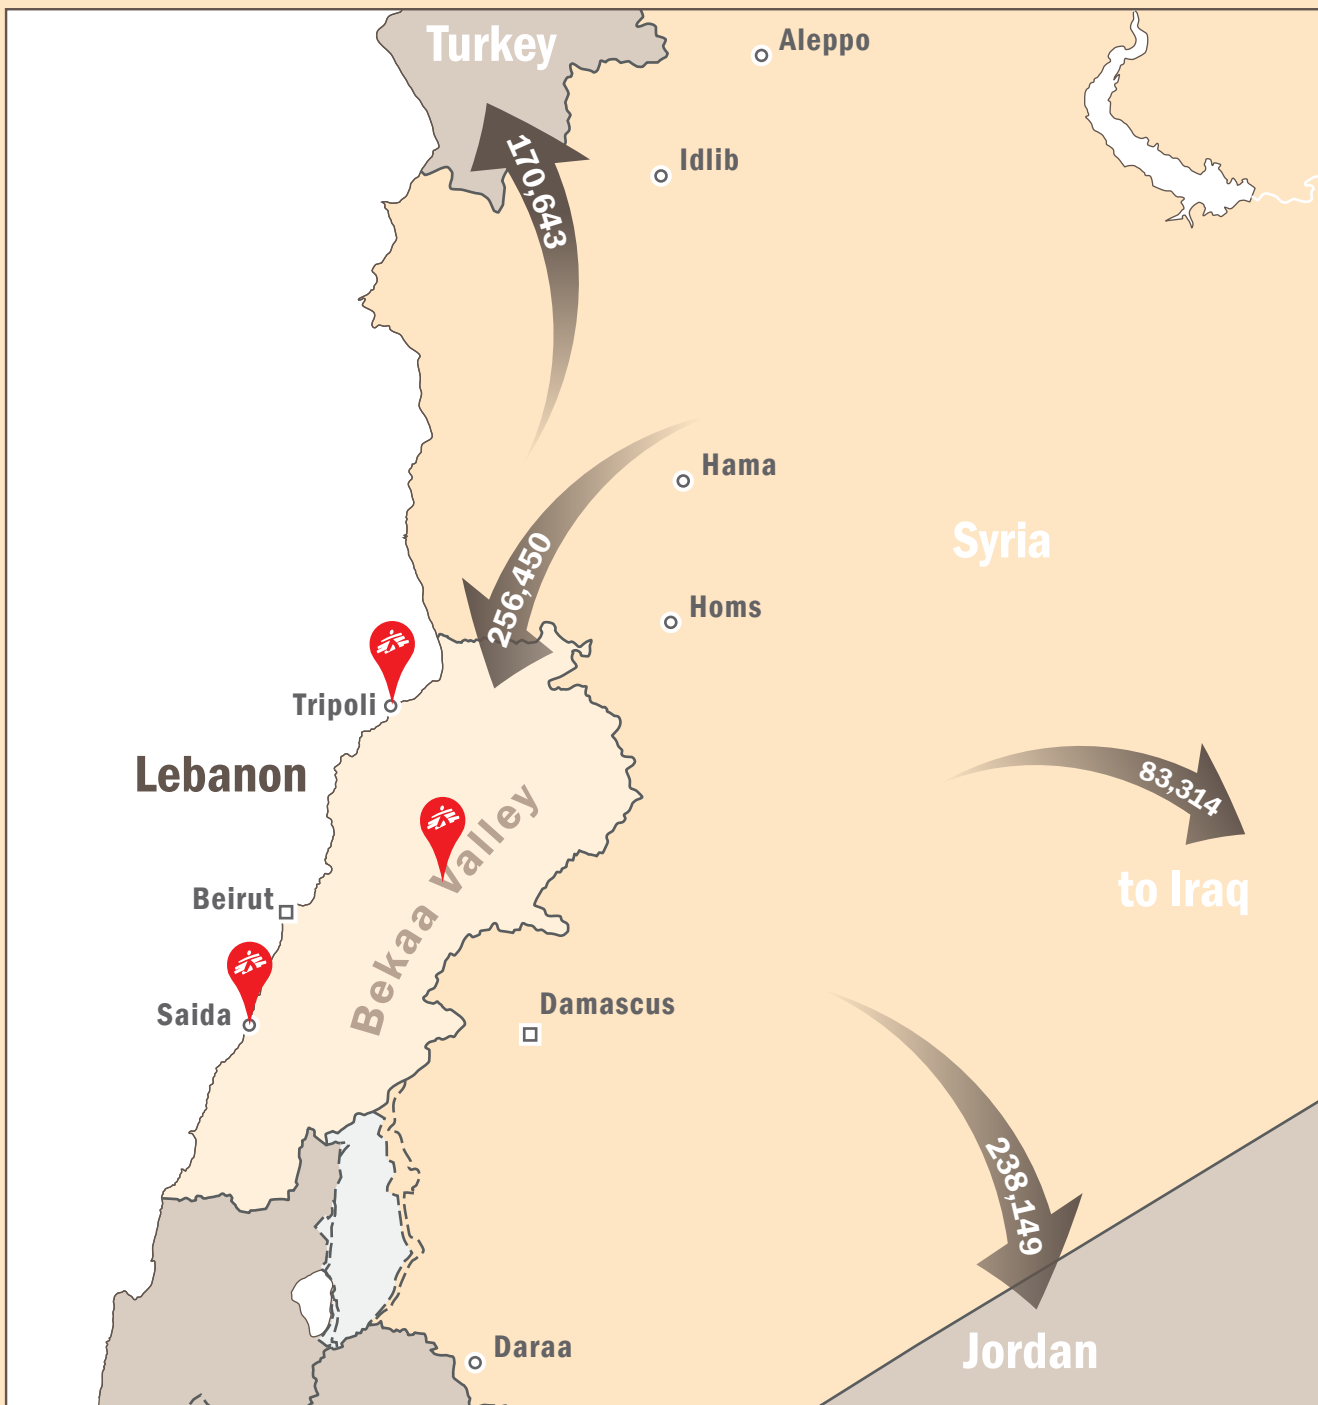 Turkey
Aleppo
170,643
Idlib
Hama
Syria
256,450
Homs
Tripoli
Lebanon
83,314
Bekaa Valley
to Iraq
Beirut
Damascus
Saida
238,149
Daraa
Jordan